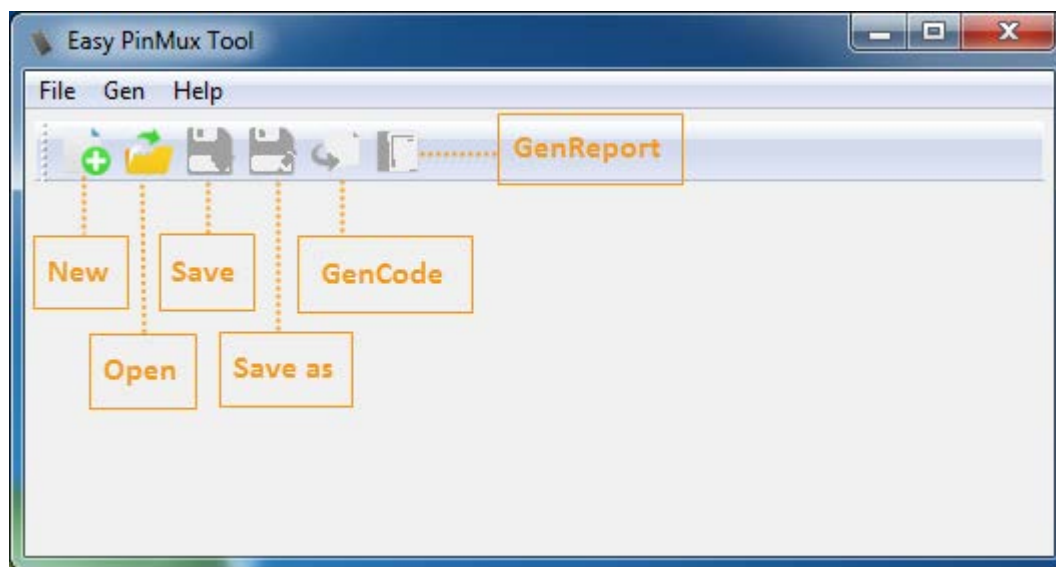 Easy PinMux Tool
File Gen Help
GenReport
New
Save
GenCode
Open
Save as